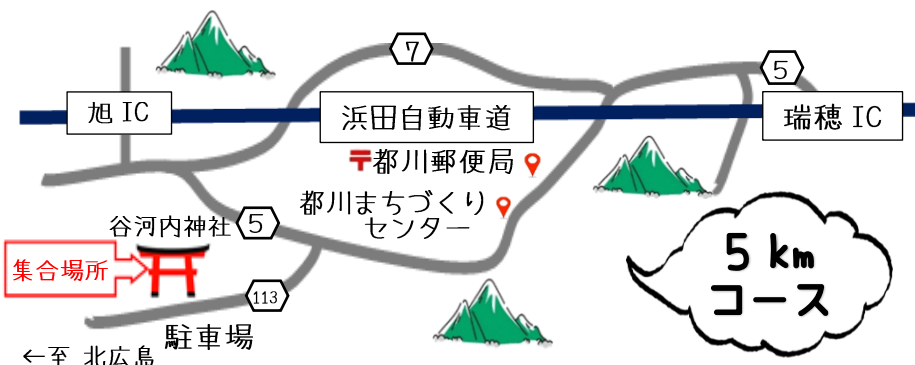 7
5
旭 IC
浜田自動車道
瑞穂 IC
〒都川郵便局
都川まちづくり
センター
谷河内神社
5
集合場所
5 km
コース
113
駐車場
←至 北広島